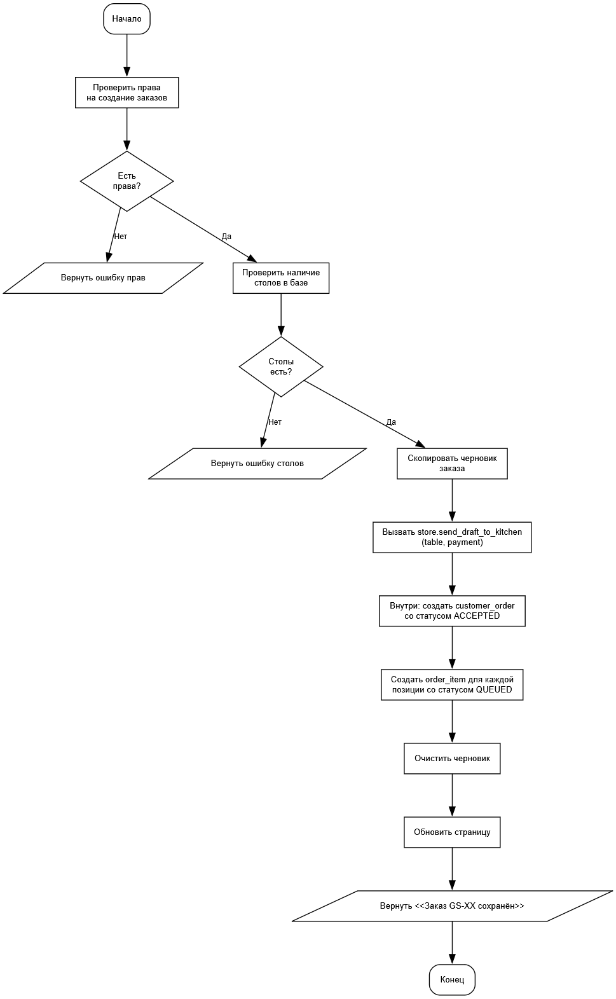 Начало
Проверить права
на создание заказов
Есть
права?
Нет
Да
Вернуть ошибку прав
Проверить наличие
столов в базе
Столы
есть?
Нет
Да
Вернуть ошибку столов
Скопировать черновик
заказа
Вызвать store.send_draft_to_kitchen
(table, payment)
Внутри: создать customer_order
со статусом ACCEPTED
Создать order_item для каждой
позиции со статусом QUEUED
Очистить черновик
Обновить страницу
Вернуть <<Заказ GS-XX сохранён>>
Конец